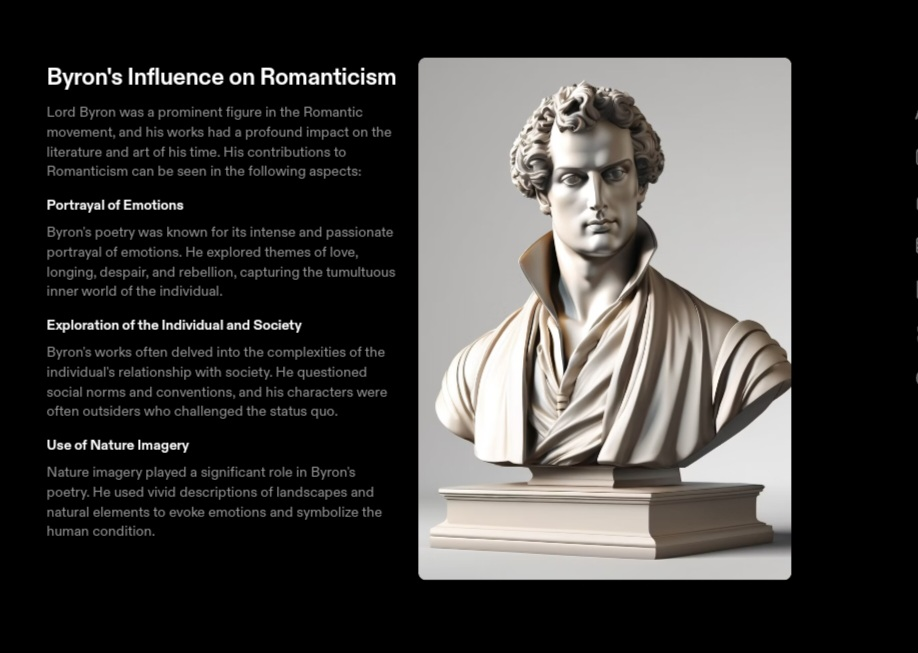 Byron's Influence on Romanticism
Lord Byron was a prominent figure in the Romantic
movement, and his works had a profound impact on the
literature and art of his time. His contributions to
Romanticism can be seen in the following aspects:
Portrayal of Emotions
Byron's poetry was known for its intense and passionate
portrayal of emotions. He explored themes of love,
longing, despair, and rebellion, capturing the tumultuous
inner world of the individual.
Exploration of the Individual and Society
Byron's works often delved into the complexities of the
individual's relationship with society. He questioned
social norms and conventions, and his characters were
often outsiders who challenged the status quo.
Use of Nature Imagery
Nature imagery played a significant role in Byron's
poetry. He used vivid descriptions of landscapes and
natural elements to evoke emotions and symbolize the
human condition.